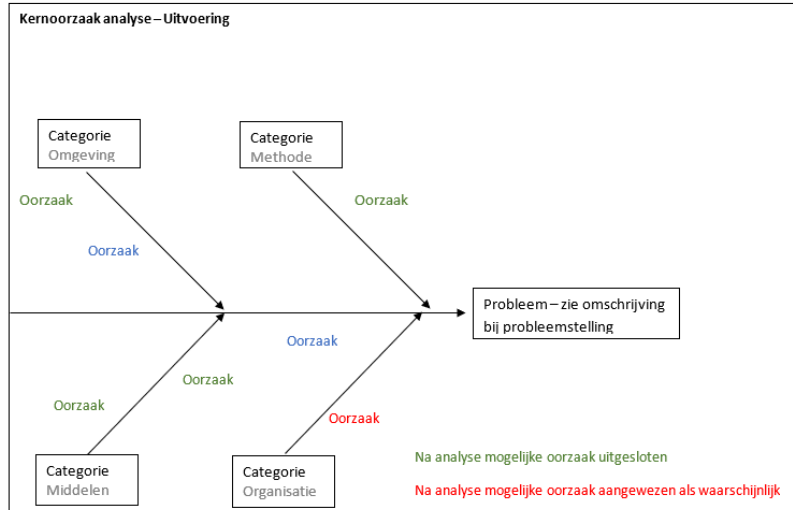 Kernoorzaak analyse – Uitvoering
Categorie
Omgeving
Categorie
Methode
Oorzaak
Oorzaak
Oorzaak
Probleem – zie omschrijving
bij probleemstelling
Oorzaak
Oorzaak
Oorzaak
Oorzaak
Categorie
Middelen
Categorie
Organisatie
Na analyse mogelijke oorzaak uitgesloten
Na analyse mogelijke oorzaak aangewezen als waarschijnlijk